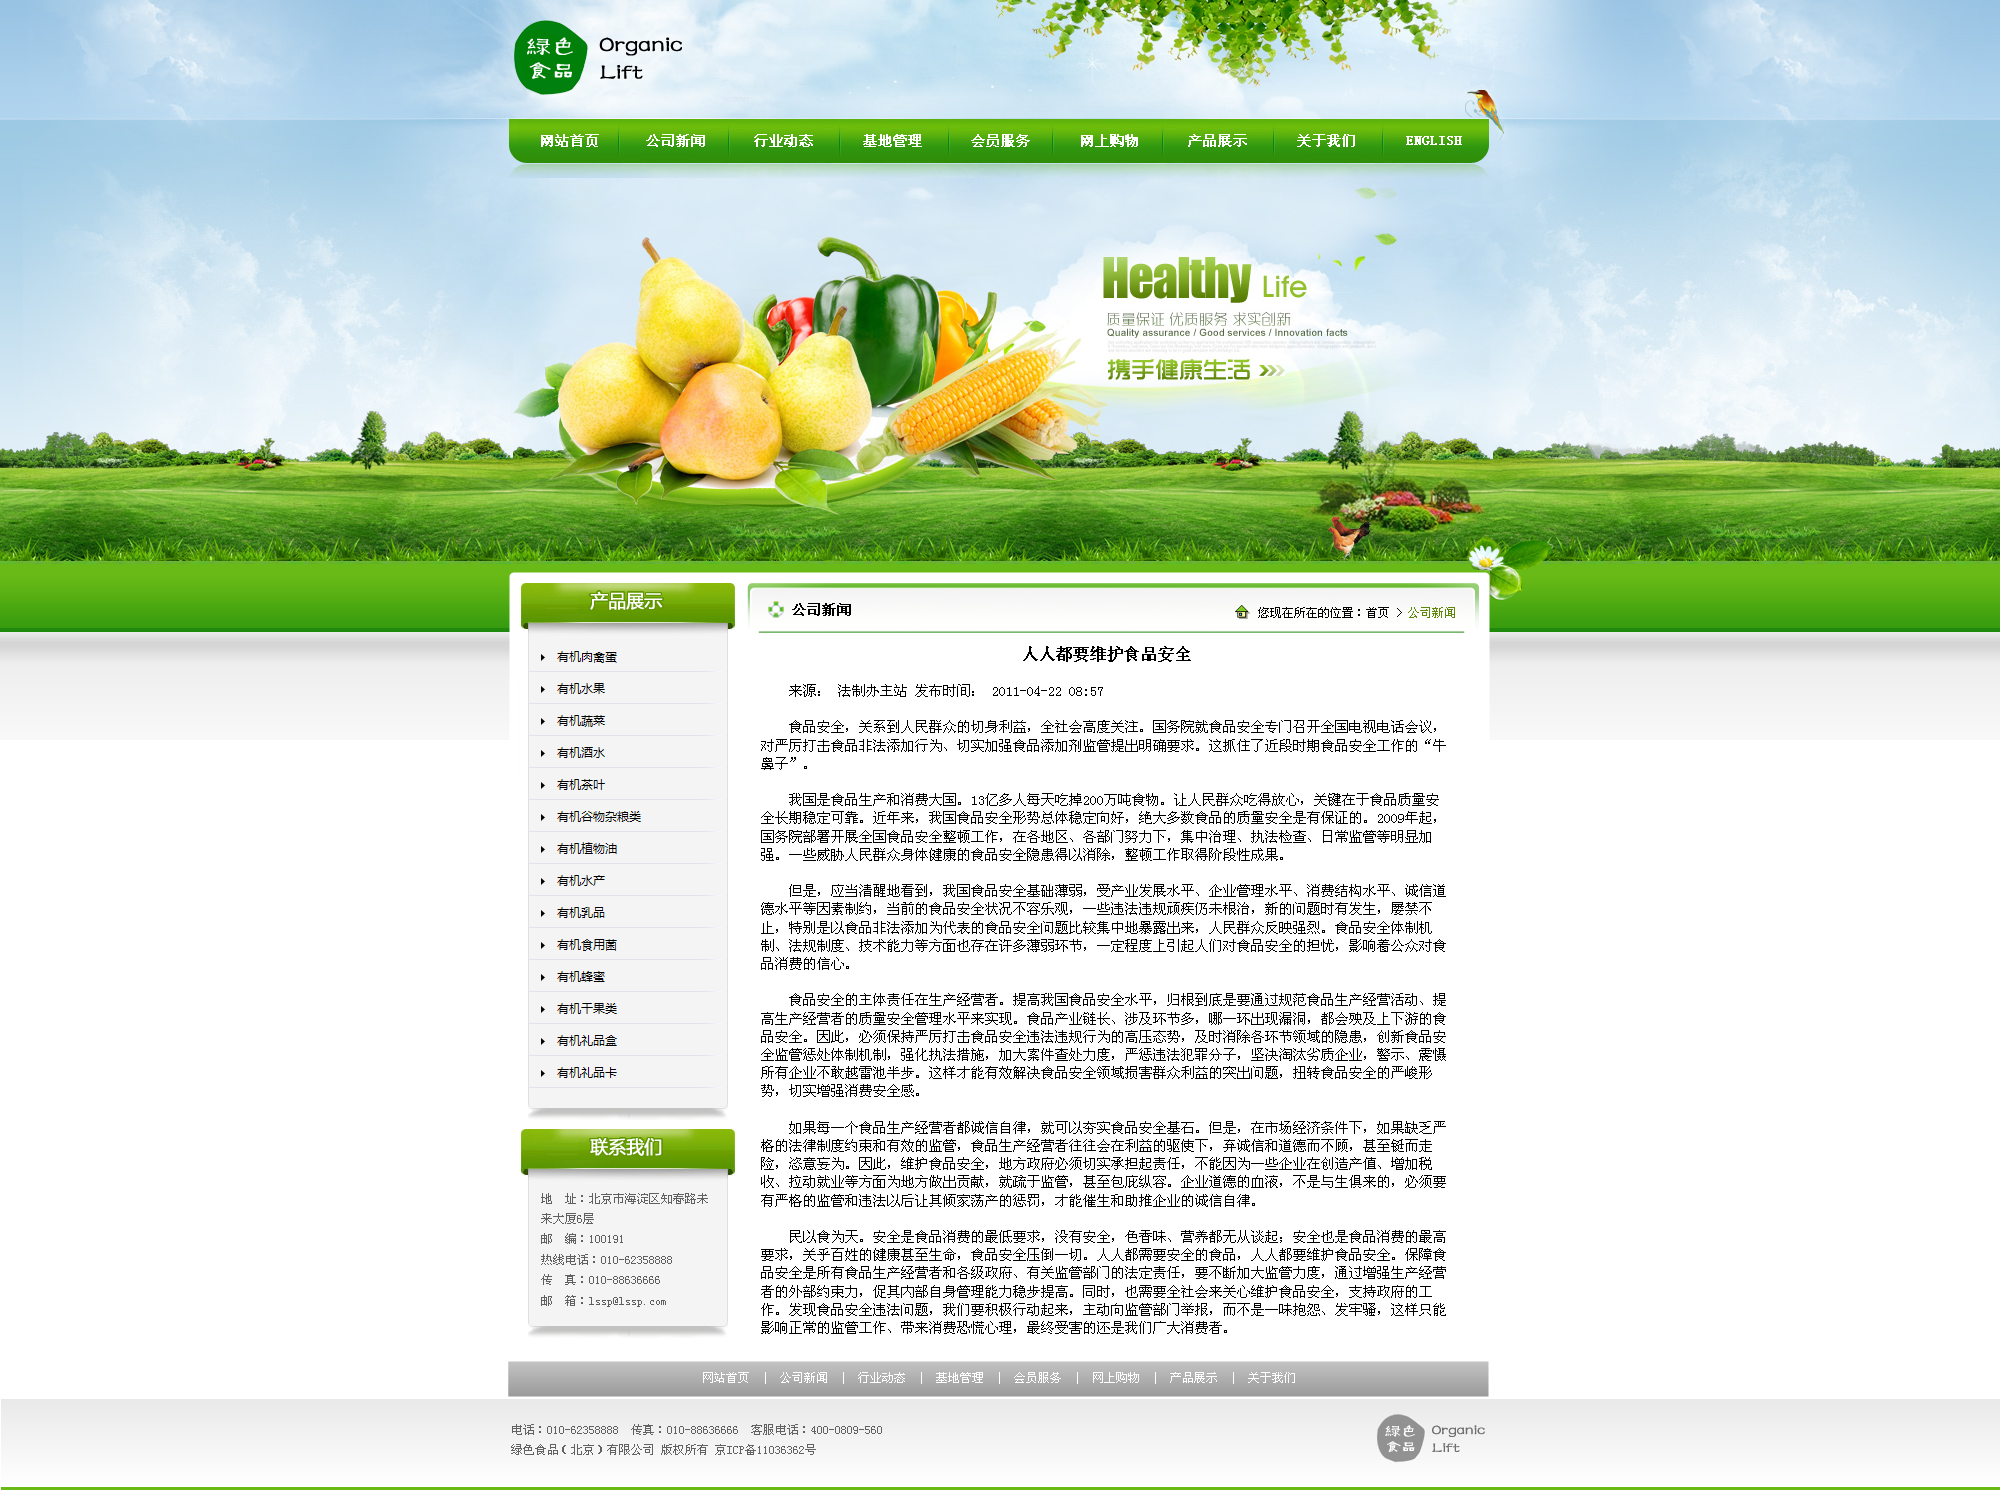 緑色
食品
Organic
Lift
网站首页 公司新闻 行业动态 基地管理 会员服务 网上购物 产品展示 关于我们 ENGLISH
Healthy Life
质量保证 优质服务 求实创新
Quality assurance / Good services / Innovation facts
携手健康生活
产品展示
有机肉禽蛋
有机水果
有机蔬菜
有机酒水
有机茶叶
有机谷物杂粮类
有机植物油
有机水产
有机乳品
有机食用菌
有机蜂蜜
有机干果类
有机礼品盒
有机礼品卡
联系我们
地 址：北京市海淀区知春路未
来大厦6层
邮 编：100191
热线电话：010-62358888
传 真：010-88636666
邮 箱：lssp@lssp.com
公司新闻
您现在所在的位置：首页 > 公司新闻
人人都要维护食品安全
来源： 法制办主站 发布时间： 2011-04-22 08:57
食品安全，关系到人民群众的切身利益，全社会高度关注。国务院就食品安全专门召开全国电视电话会议，
对严厉打击食品非法添加行为、切实加强食品添加剂监管提出明确要求。这抓住了近段时期食品安全工作的“牛
鼻子”。
我国是食品生产和消费大国。13亿多人每天吃掉200万吨食物。让人民群众吃得放心，关键在于食品质量安
全长期稳定可靠。近年来，我国食品安全形势总体稳定向好，绝大多数食品的质量安全是有保证的。2009年起，
国务院部署开展全国食品安全整顿工作，在各地区、各部门努力下，集中治理、执法检查、日常监管等明显加
强。一些威胁人民群众身体健康的食品安全隐患得以消除，整顿工作取得阶段性成果。
但是，应当清醒地看到，我国食品安全基础薄弱，受产业发展水平、企业管理水平、消费结构水平、诚信道
德水平等因素制约，当前的食品安全状况不容乐观，一些违法违规顽疾仍未根治，新的问题时有发生，屡禁不
止，特别是以食品非法添加为代表的食品安全问题比较集中地暴露出来，人民群众反映强烈。食品安全体制机
制、法规制度、技术能力等方面也存在许多薄弱环节，一定程度上引起人们对食品安全的担忧，影响着公众对食
品消费的信心。
食品安全的主体责任在生产经营者。提高我国食品安全水平，归根到底是要通过规范食品生产经营活动、提
高生产经营者的质量安全管理水平来实现。食品产业链长、涉及环节多，哪一环出现漏洞，都会殃及上下游的食
品安全。因此，必须保持严厉打击食品安全违法违规行为的高压态势，及时消除各环节领域的隐患，创新食品安
全监管惩处体制机制，强化执法措施，加大案件查处力度，严惩违法犯罪分子，坚决淘汰劣质企业，警示、震慑
所有企业不敢越雷池半步。这样才能有效解决食品安全领域损害群众利益的突出问题，扭转食品安全的严峻形
势，切实增强消费安全感。
如果每一个食品生产经营者都诚信自律，就可以夯实食品安全基石。但是，在市场经济条件下，如果缺乏严
格的法律制度约束和有效的监管，食品生产经营者往往会在利益的驱使下，弃诚信和道德而不顾，甚至铤而走
险，恣意妄为。因此，维护食品安全，地方政府必须切实承担起责任，不能因为一些企业在创造产值、增加税
收、拉动就业等方面为地方做出贡献，就疏于监管，甚至包庇纵容。企业道德的血液，不是与生俱来的，必须要
有严格的监管和违法以后让其倾家荡产的惩罚，才能催生和助推企业的诚信自律。
民以食为天。安全是食品消费的最低要求，没有安全，色香味、营养都无从谈起；安全也是食品消费的最高
要求，关乎百姓的健康甚至生命，食品安全压倒一切。人人都需要安全的食品，人人都要维护食品安全。保障食
品安全是所有食品生产经营者和各级政府、有关监管部门的法定责任，要不断加大监管力度，通过增强生产经营
者的外部约束力，促其内部自身管理能力稳步提高。同时，也需要全社会来关心维护食品安全，支持政府的工
作。发现食品安全违法问题，我们要积极行动起来，主动向监管部门举报，而不是一味抱怨、发牢骚，这样只能
影响正常的监管工作、带来消费恐慌心理，最终受害的还是我们广大消费者。
网站首页 | 公司新闻 | 行业动态 | 基地管理 | 会员服务 | 网上购物 | 产品展示 | 关于我们
电话：010-62358888 传真：010-88636666 客服电话：400-0809-560
绿色食品（北京）有限公司 版权所有 京ICP备11036362号
緑色
食品
Organic
Lift